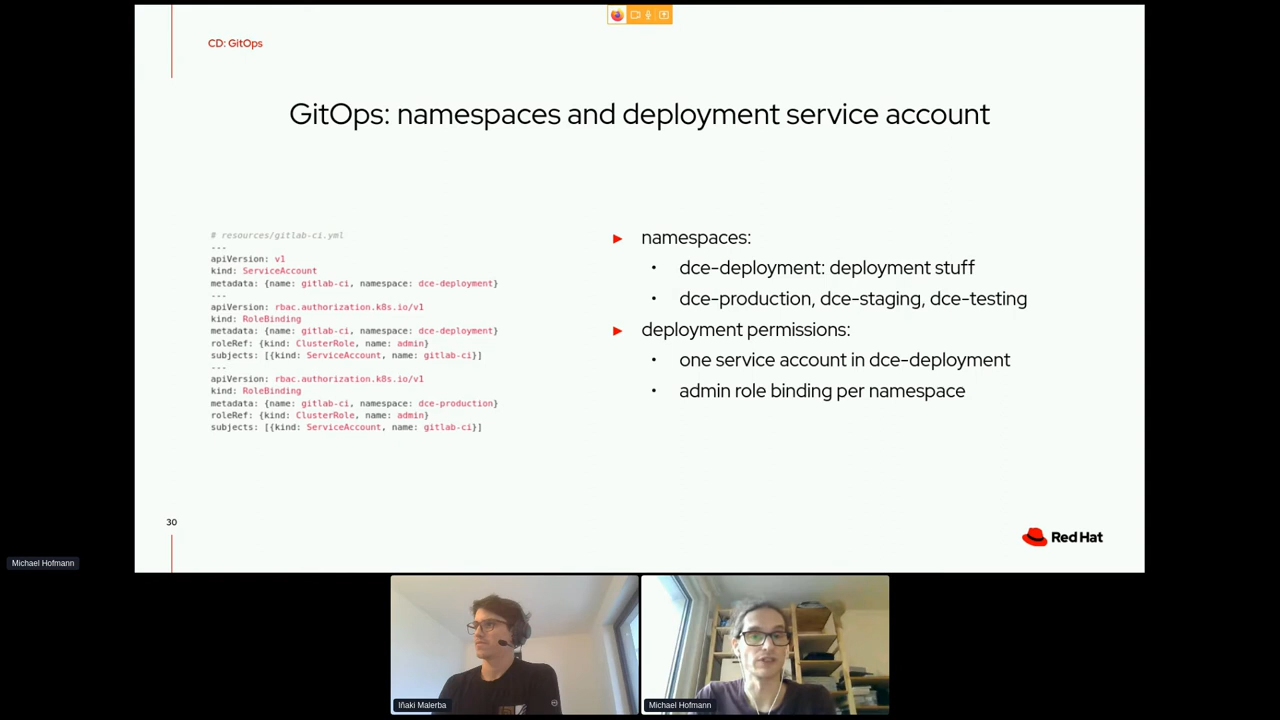 CD: GitOps
GitOps: namespaces and deployment service account
# resources/gitlab-ci.yml
---
apiVersion: v1
kind: ServiceAccount
metadata: {name: gitlab-ci, namespace: dce-deployment}
---
apiVersion: rbac.authorization.k8s.io/v1
kind: RoleBinding
metadata: {name: gitlab-ci, namespace: dce-deployment}
roleRef: {kind: ClusterRole, name: admin}
subjects: [{kind: ServiceAccount, name: gitlab-ci}]
---
apiVersion: rbac.authorization.k8s.io/v1
kind: RoleBinding
metadata: {name: gitlab-ci, namespace: dce-production}
roleRef: {kind: ClusterRole, name: admin}
subjects: [{kind: ServiceAccount, name: gitlab-ci}]
► namespaces:
• dce-deployment: deployment stuff
• dce-production, dce-staging, dce-testing
► deployment permissions:
• one service account in dce-deployment
• admin role binding per namespace
30
Red Hat
Michael Hofmann
Iñaki Malerba
Michael Hofmann